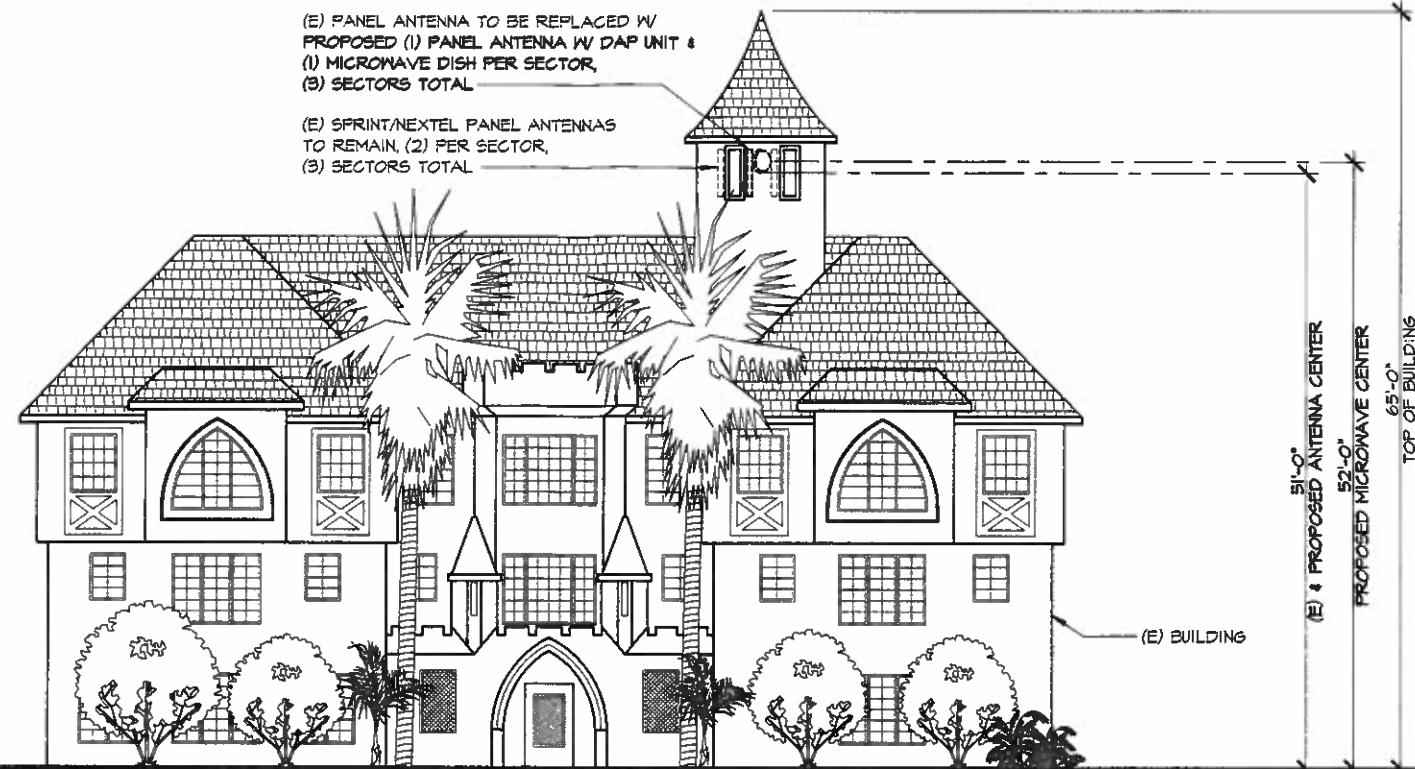 (E) PANEL ANTENNA TO BE REPLACED W/
PROPOSED (1) PANEL ANTENNA W/ DAP UNIT &
(1) MICROWAVE DISH PER SECTOR,
(3) SECTORS TOTAL
(E) SPRINT/NEXTEL PANEL ANTENNAS
TO REMAIN, (2) PER SECTOR,
(3) SECTORS TOTAL
51'-0"
(E) & PROPOSED ANTENNA CENTER
52'-0"
PROPOSED MICROWAVE CENTER
65'-0"
TOP OF BUILDING
(E) BUILDING